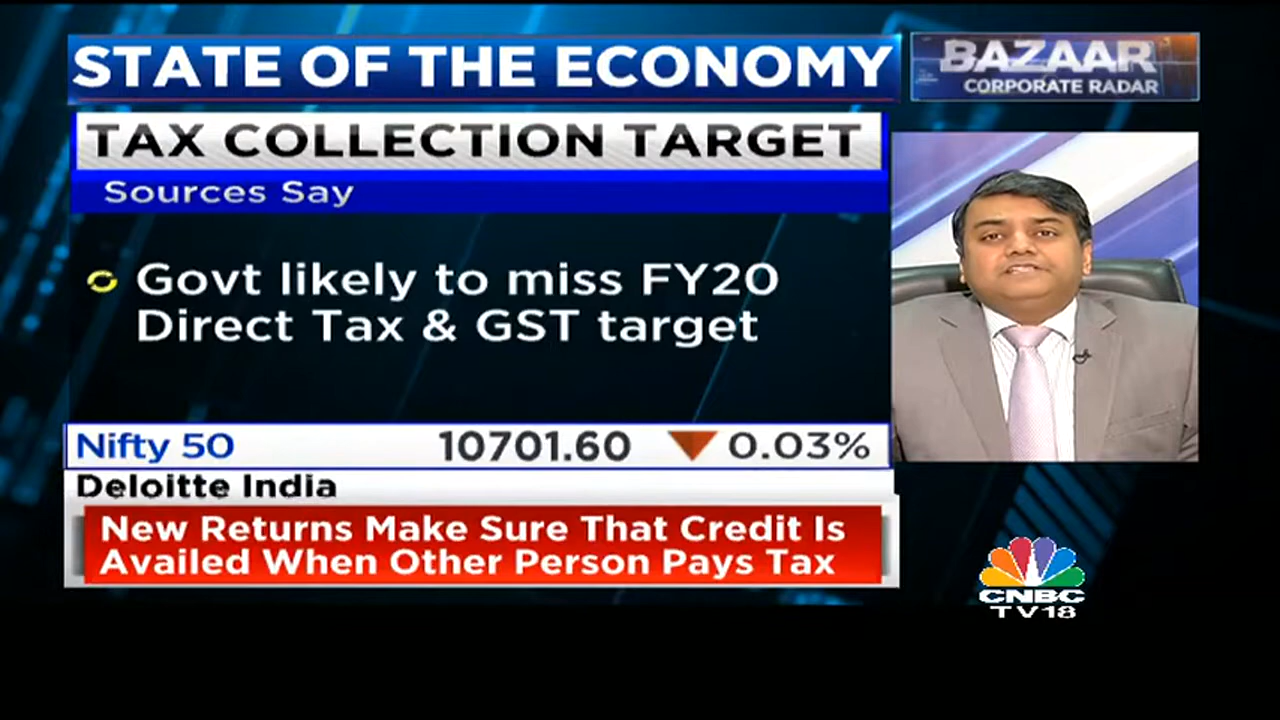 STATE OF THE ECONOMY
BAZAAR
CORPORATE RADAR
TAX COLLECTION TARGET
Sources Say
Govt likely to miss FY20
Direct Tax & GST target
Nifty 50 10701.60 0.03%
Deloitte India
New Returns Make Sure That Credit Is
Availed When Other Person Pays Tax
CNBC
TV18